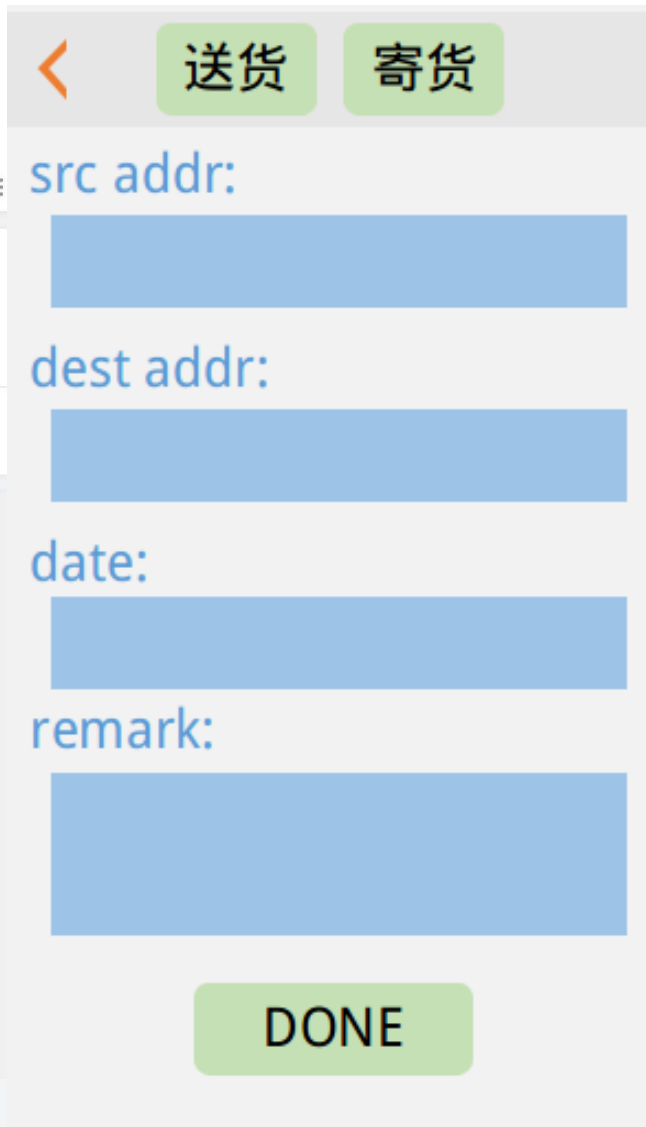 送货 寄货
src addr:
dest addr:
date:
remark:
DONE